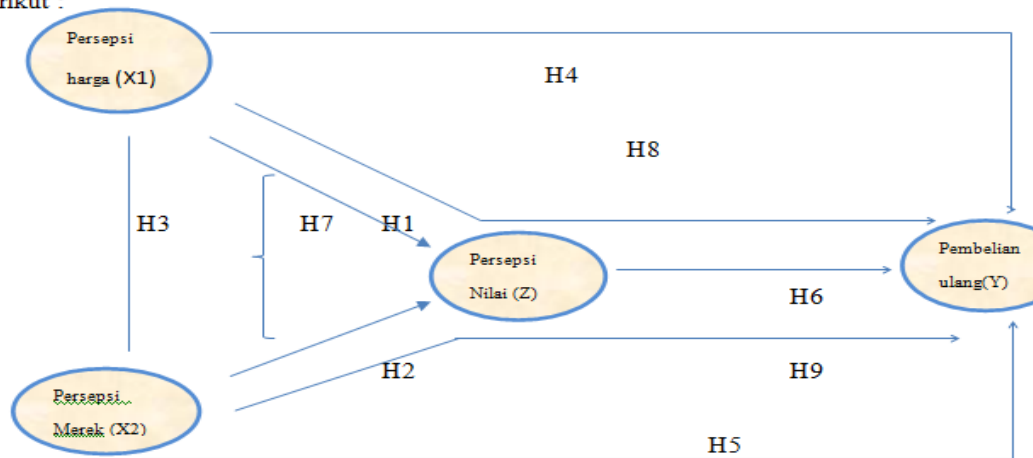 Persepsi
harga (X1)
H4
H8
H3
H7
H1
Persepsi
Nilai (Z)
Pembelian
ulang(Y)
H6
H2
H9
Persepsi
Merek (X2)
H5